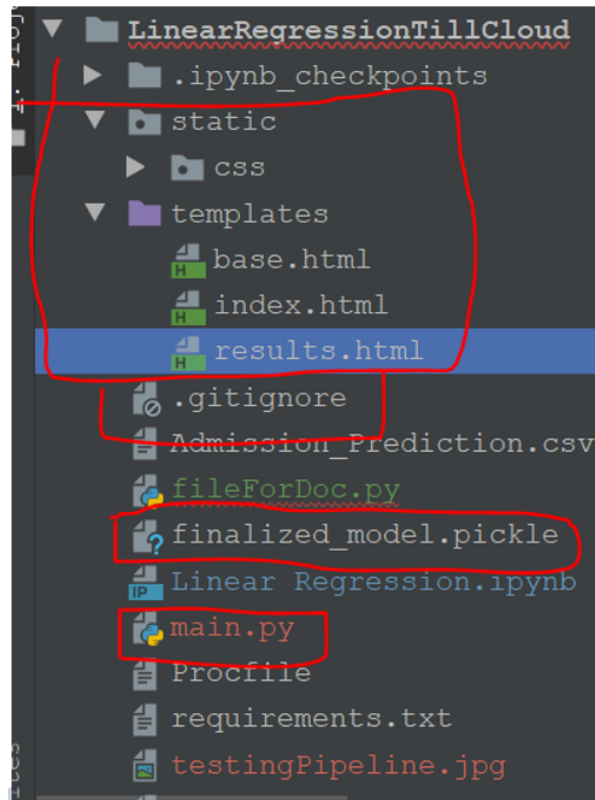 LinearRegressionTillCloud
.ipynb_checkpoints
static
css
templates
base.html
index.html
results.html
.gitignore
Admission_Prediction.csv
fileForDoc.py
finalized_model.pickle
Linear Regression.ipynb
main.py
Procfile
requirements.txt
testingPipeline.jpg